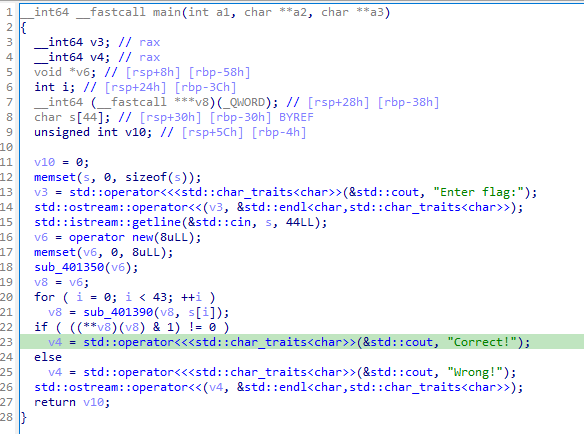 1 __int64 __fastcall main(int a1, char **a2, char **a3)
2 {
3 __int64 v3; // rax
4 __int64 v4; // rax
5 void *v6; // [rsp+8h] [rbp-58h]
6 int i; // [rsp+24h] [rbp-3Ch]
7 __int64 (__fastcall ***v8)(_QWORD); // [rsp+28h] [rbp-38h]
8 char s[44]; // [rsp+30h] [rbp-30h] BYREF
9 unsigned int v10; // [rsp+5Ch] [rbp-4h]
10
11 v10 = 0;
12 memset(s, 0, sizeof(s));
13 v3 = std::operator<<<std::char_traits<char>>(&std::cout, "Enter flag:");
14 std::ostream::operator<<(v3, &std::endl<char,std::char_traits<char>>);
15 std::istream::getline(&std::cin, s, 44LL);
16 v6 = operator new(8uLL);
17 memset(v6, 0, 8uLL);
18 sub_401350(v6);
19 v8 = v6;
20 for ( i = 0; i < 43; ++i )
21 v8 = sub_401390(v8, s[i]);
22 if ( ((**v8)(v8) & 1) != 0 )
23 v4 = std::operator<<<std::char_traits<char>>(&std::cout, "Correct!");
24 else
25 v4 = std::operator<<<std::char_traits<char>>(&std::cout, "Wrong!");
26 std::ostream::operator<<(v4, &std::endl<char,std::char_traits<char>>);
27 return v10;
28 }